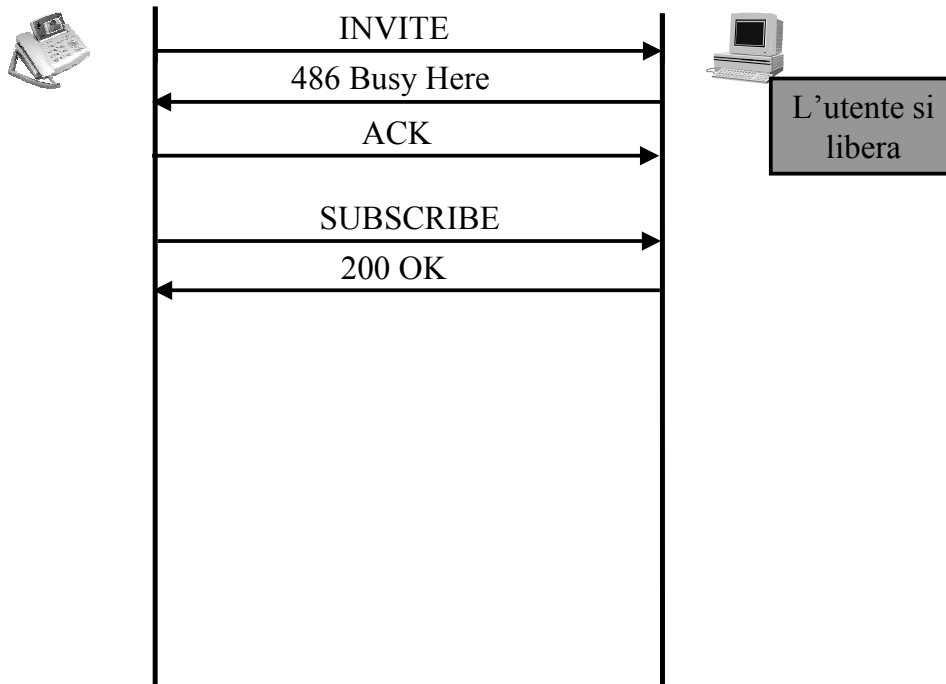 INVITE
486 Busy Here
ACK
L’utente si
libera
SUBSCRIBE
200 OK